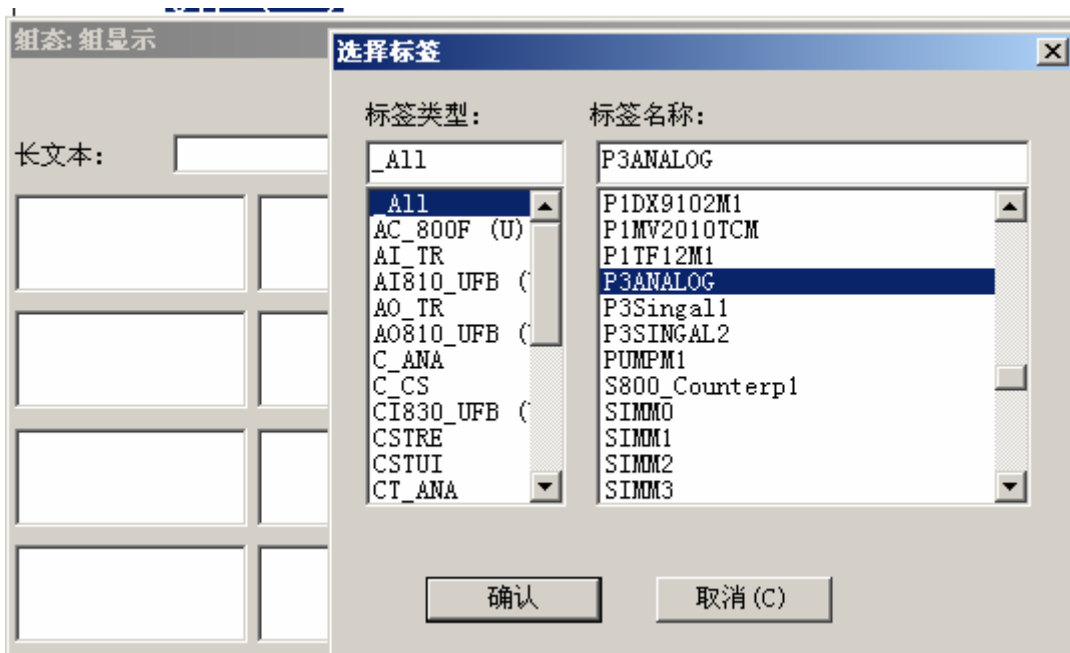 组态: 组显示
选择标签
标签类型:
标签名称:
长文本:
_All
P3ANALOG
_All
AC_800F (U)
AI_TR
AI810_UFB (
AO_TR
AO810_UFB (
C_ANA
C_CS
CI830_UFB (
CSTRE
CSTUI
CT_ANA
P1DX9102M1
P1MV2010TCM
P1TF12M1
P3ANALOG
P3Singal1
P3SINGAL2
PUMPM1
S800_Counterp1
SIMM0
SIMM1
SIMM2
SIMM3
确认
取消(C)